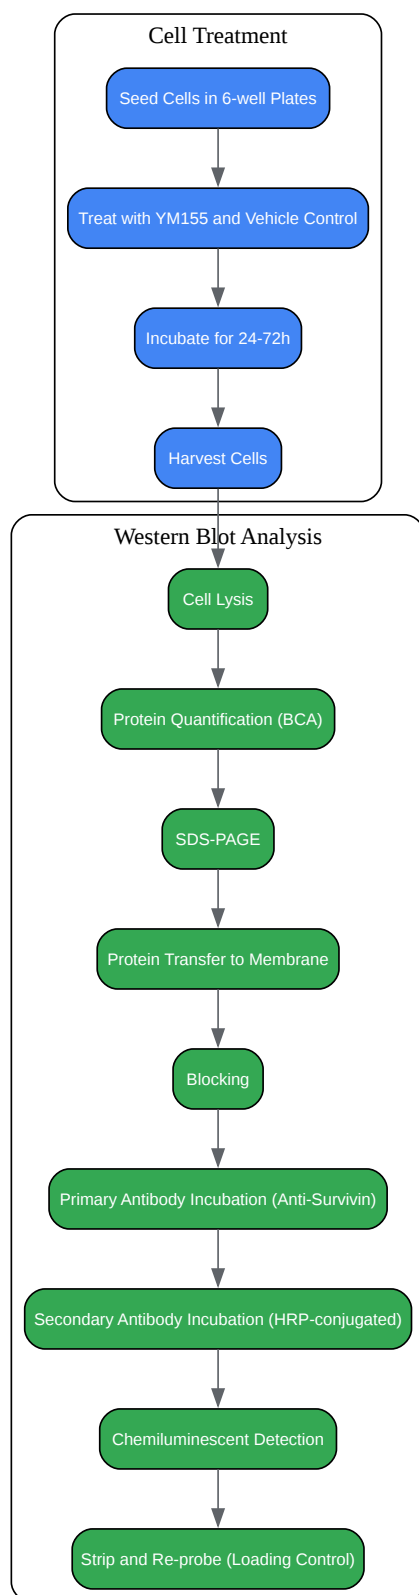 Cell Treatment
Seed Cells in 6-well Plates
Treat with YM155 and Vehicle Control
Incubate for 24-72h
Harvest Cells
Western Blot Analysis
Cell Lysis
Protein Quantification (BCA)
SDS-PAGE
Protein Transfer to Membrane
Blocking
Primary Antibody Incubation (Anti-Survivin)
Secondary Antibody Incubation (HRP-conjugated)
Chemiluminescent Detection
Strip and Re-probe (Loading Control)